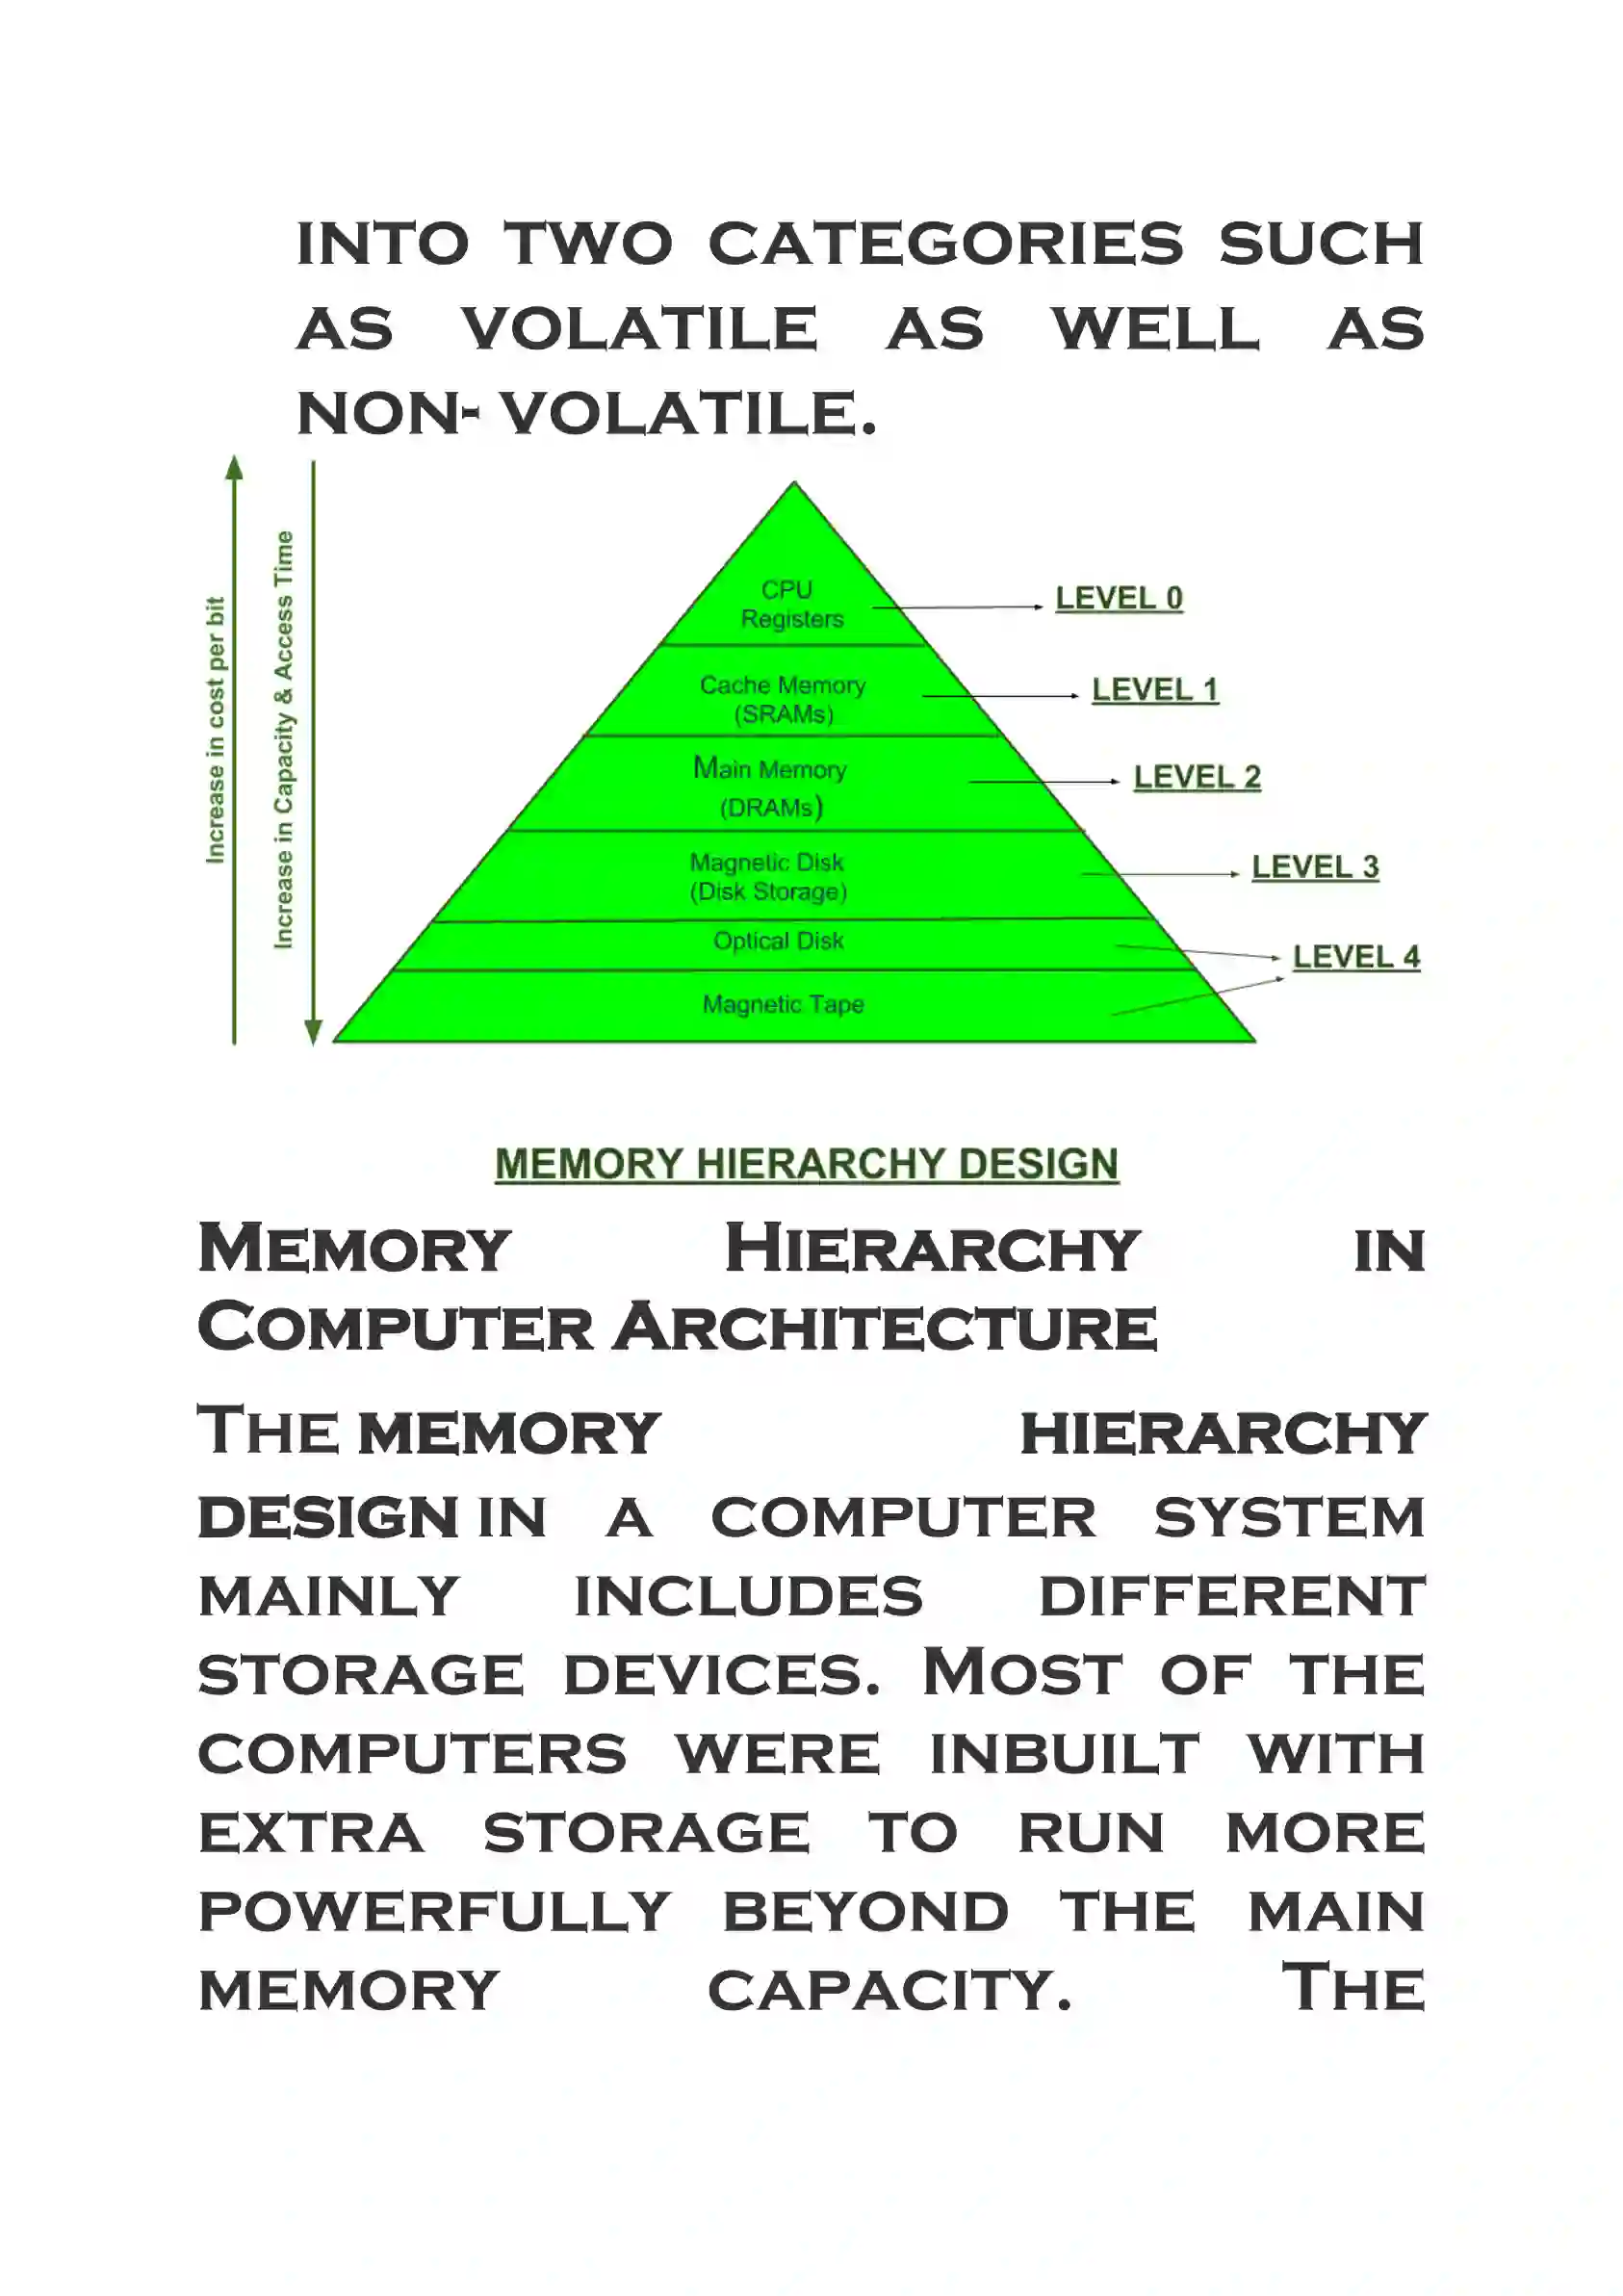 INTO TWO CATEGORIES SUCH
AS VOLATILE AS WELL AS
NON- VOLATILE.
Increase in cost per bit
Increase in Capacity & Access Time
CPU
Registers
LEVEL 0
Cache Memory
(SRAMs)
LEVEL 1
Main Memory
(DRAMs)
LEVEL 2
Magnetic Disk
(Disk Storage)
LEVEL 3
Optical Disk
LEVEL 4
Magnetic Tape
MEMORY HIERARCHY DESIGN
MEMORY HIERARCHY IN
COMPUTER ARCHITECTURE
THE MEMORY HIERARCHY
DESIGN IN A COMPUTER SYSTEM
MAINLY INCLUDES DIFFERENT
STORAGE DEVICES. MOST OF THE
COMPUTERS WERE INBUILT WITH
EXTRA STORAGE TO RUN MORE
POWERFULLY BEYOND THE MAIN
MEMORY CAPACITY. THE